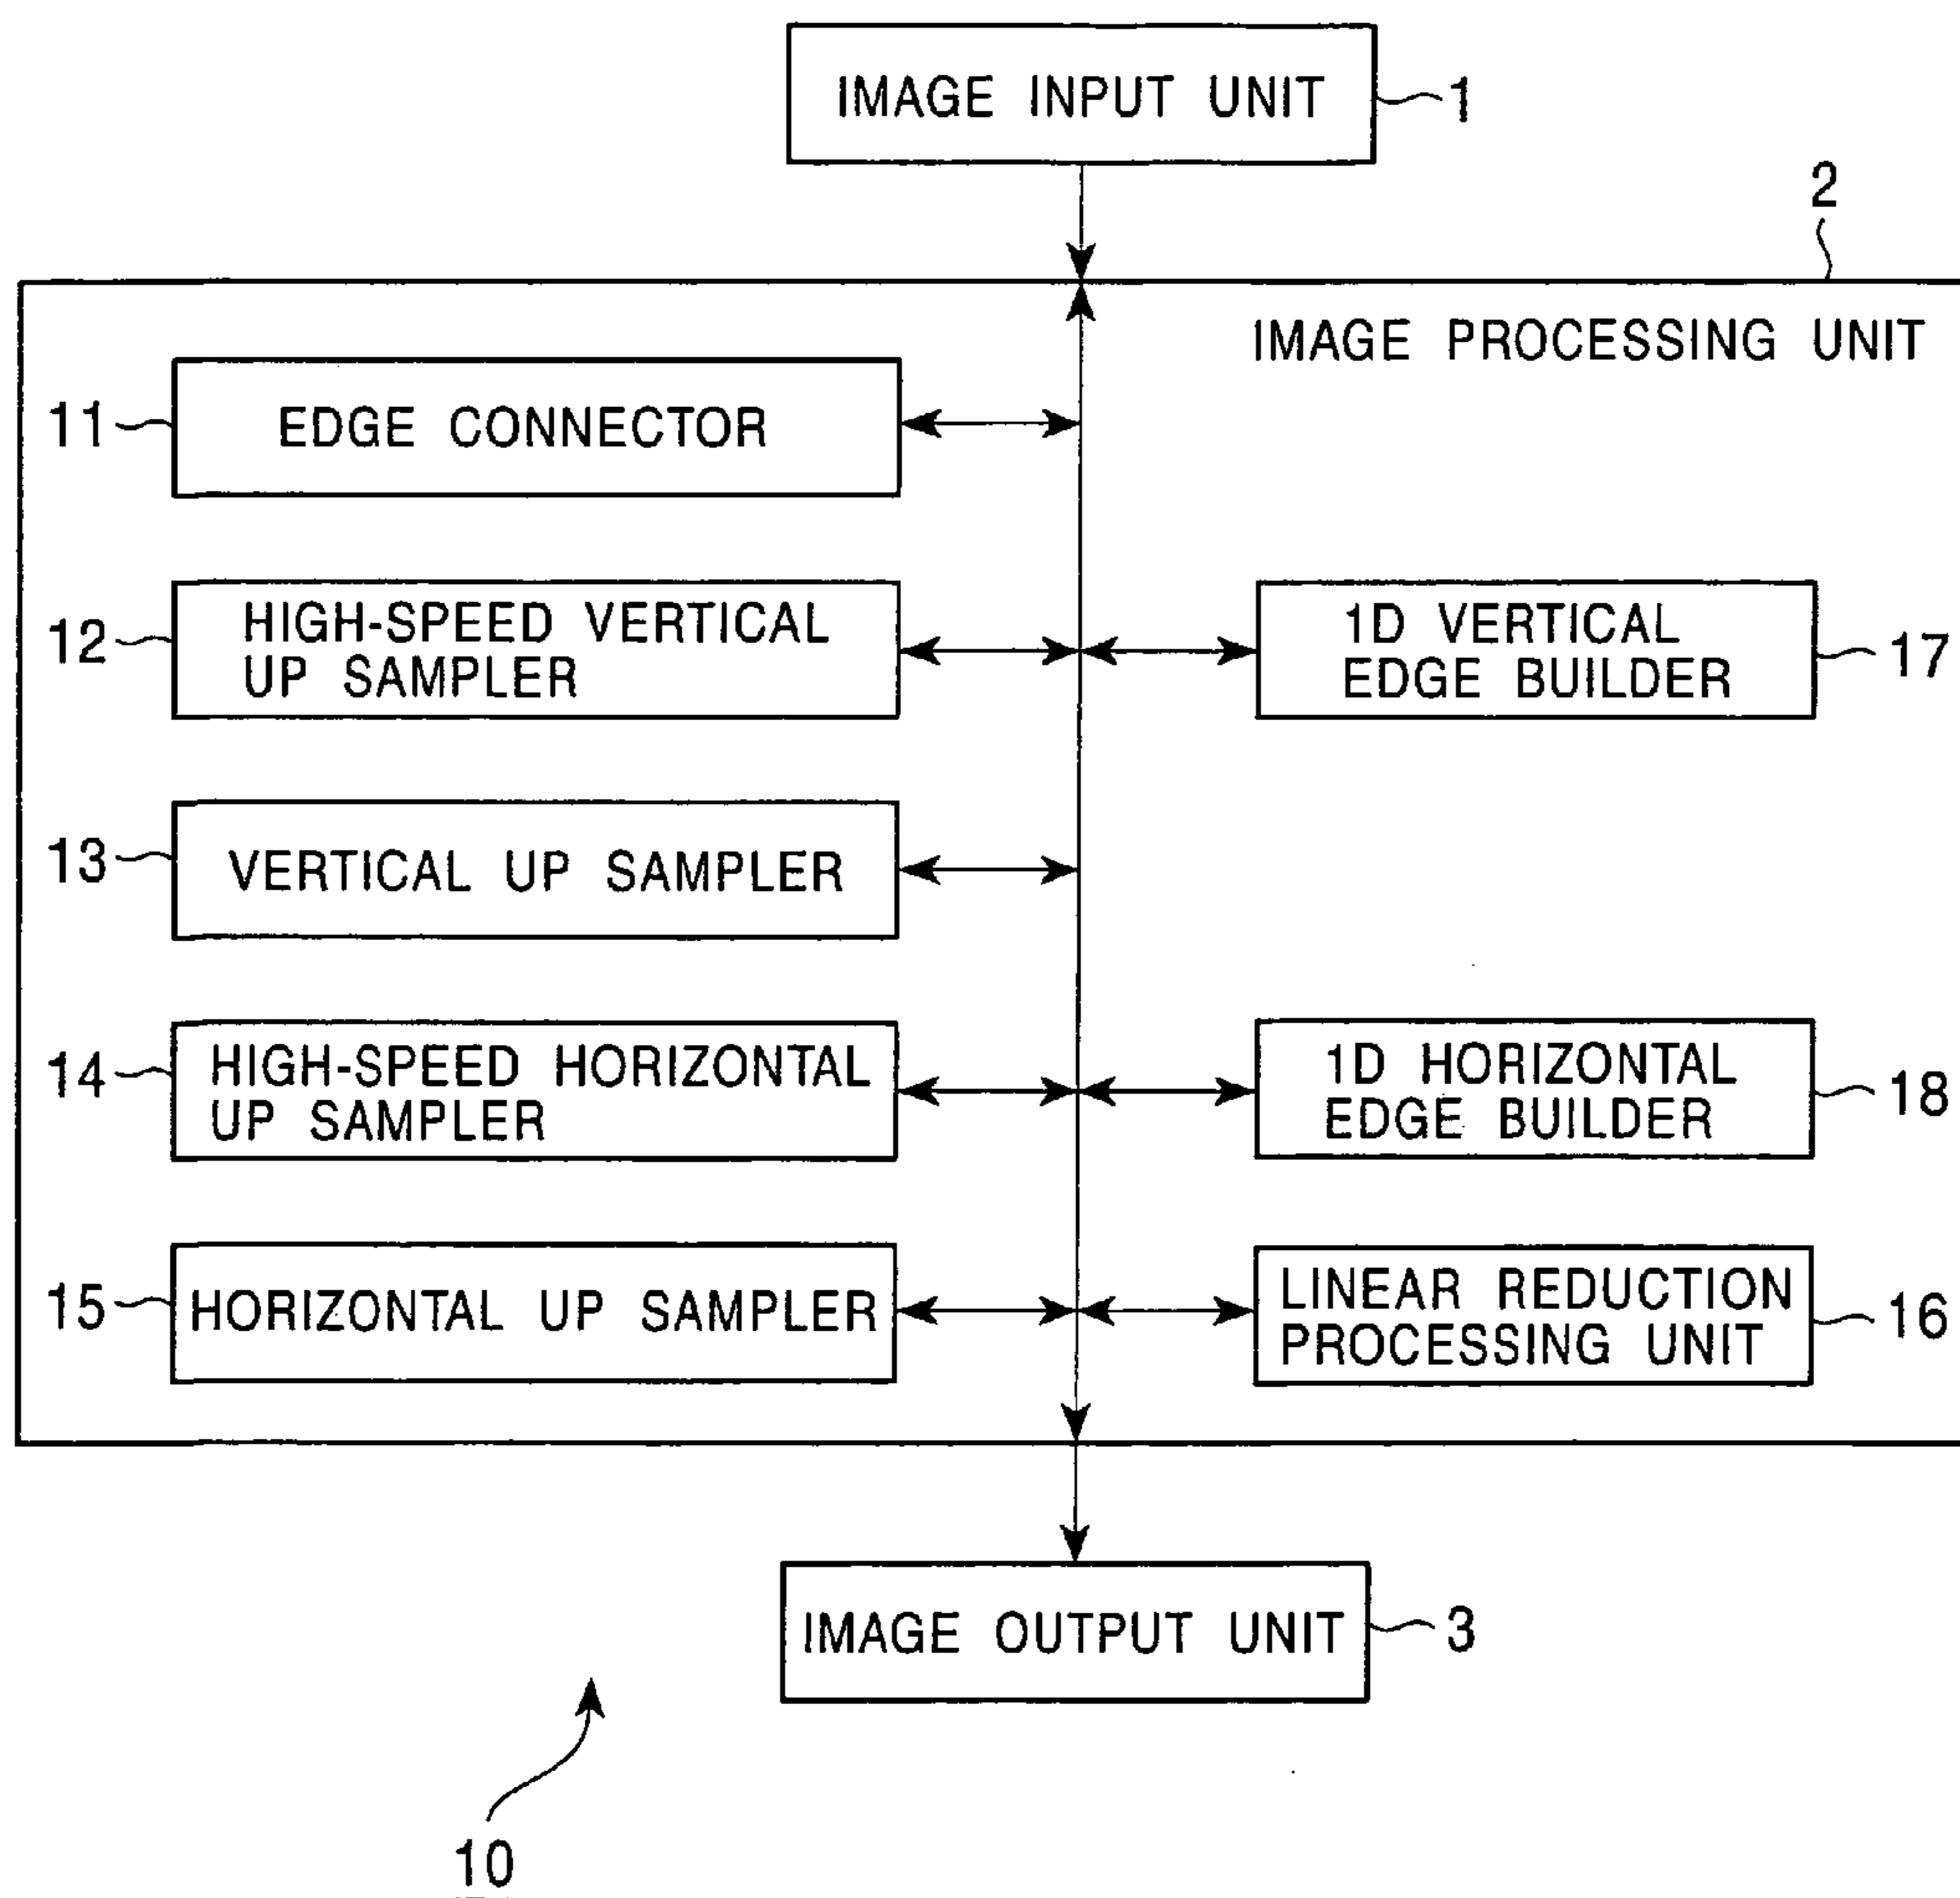 IMAGE INPUT UNIT
1
2
IMAGE PROCESSING UNIT
11
EDGE CONNECTOR
12
HIGH-SPEED VERTICAL
UP SAMPLER
1D VERTICAL
EDGE BUILDER
17
13
VERTICAL UP SAMPLER
14
HIGH-SPEED HORIZONTAL
UP SAMPLER
1D HORIZONTAL
EDGE BUILDER
18
15
HORIZONTAL UP SAMPLER
LINEAR REDUCTION
PROCESSING UNIT
16
IMAGE OUTPUT UNIT
3
10